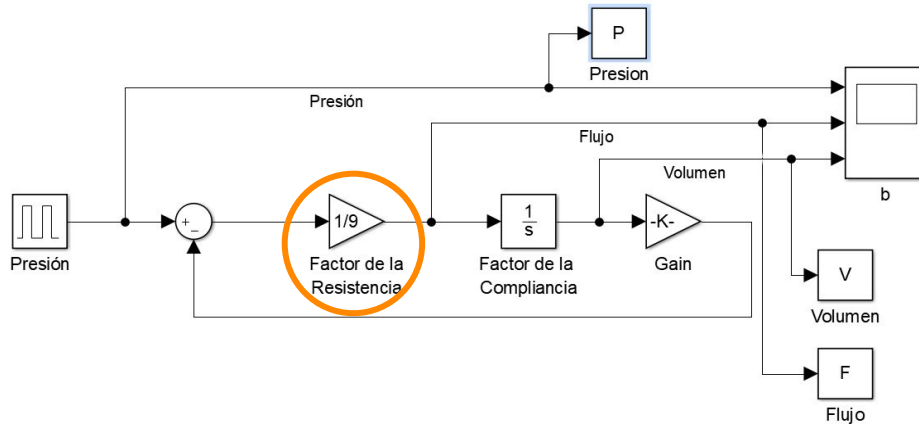 P
Presion
Presión
Flujo
Volumen
b
+
−
1/9
1
s
-K-
Presión
Factor de la
Resistencia
Factor de la
Compliancia
Gain
V
Volumen
F
Flujo